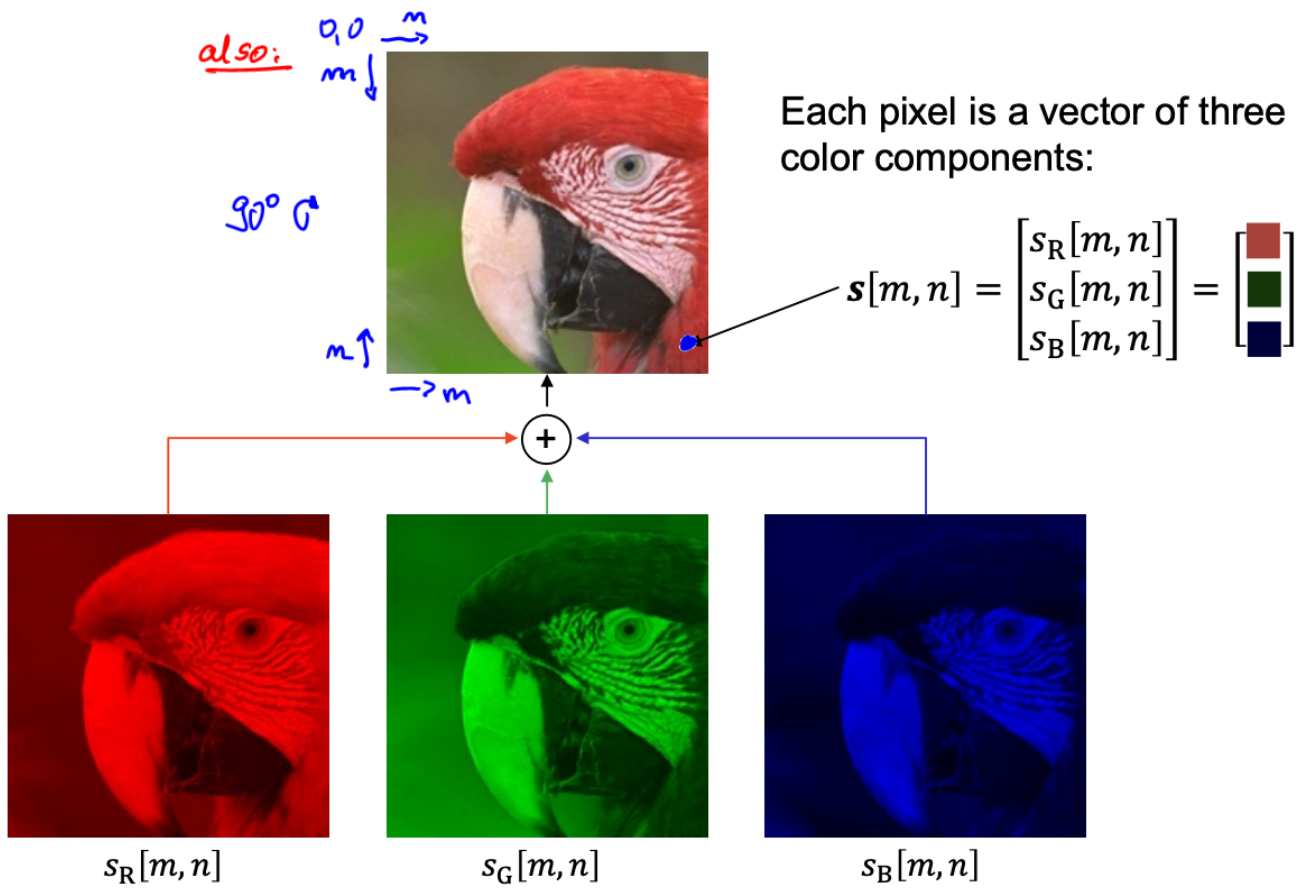 also:
0,0 → n
m ↓
Each pixel is a vector of three
color components:
90°
s[m, n] = [s_R[m, n] s_G[m, n] s_B[m, n]] =
n ↑
→ m
+
s_R[m, n] s_G[m, n] s_B[m, n]